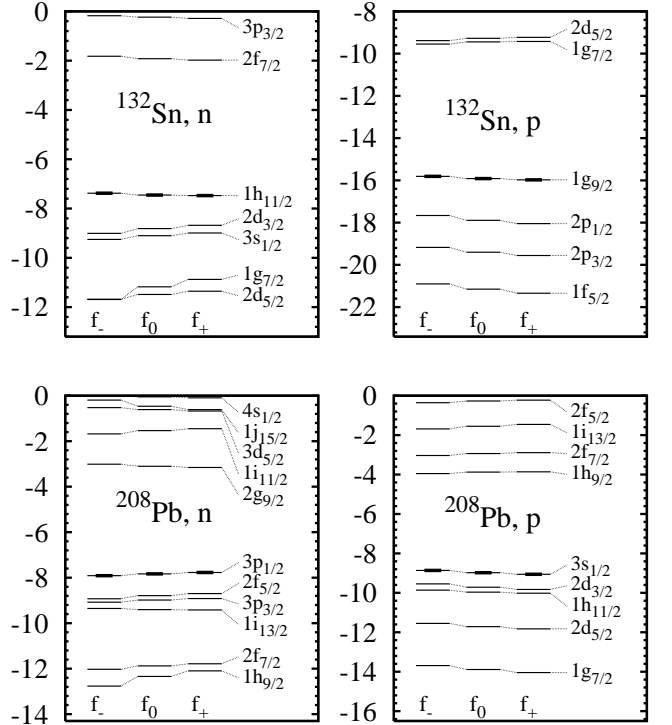 0
-2
-4
-6
-8
-10
-12
¹³²Sn, n
3p₃/₂
2f₇/₂
1h₁₁/₂
2d₃/₂
3s₁/₂
1g₇/₂
2d₅/₂
f₋ f₀ f₊
-8
-10
-12
-14
-16
-18
-20
-22
¹³²Sn, p
2d₅/₂
1g₇/₂
1g₉/₂
2p₁/₂
2p₃/₂
1f₅/₂
f₋ f₀ f₊
0
-2
-4
-6
-8
-10
-12
-14
²⁰⁸Pb, n
4s₁/₂
1j₁₅/₂
3d₅/₂
1i₁₁/₂
2g₉/₂
3p₁/₂
2f₅/₂
3p₃/₂
1i₁₃/₂
2f₇/₂
1h₉/₂
f₋ f₀ f₊
0
-2
-4
-6
-8
-10
-12
-14
-16
²⁰⁸Pb, p
2f₅/₂
1i₁₃/₂
2f₇/₂
1h₉/₂
3s₁/₂
2d₃/₂
1h₁₁/₂
2d₅/₂
1g₇/₂
f₋ f₀ f₊